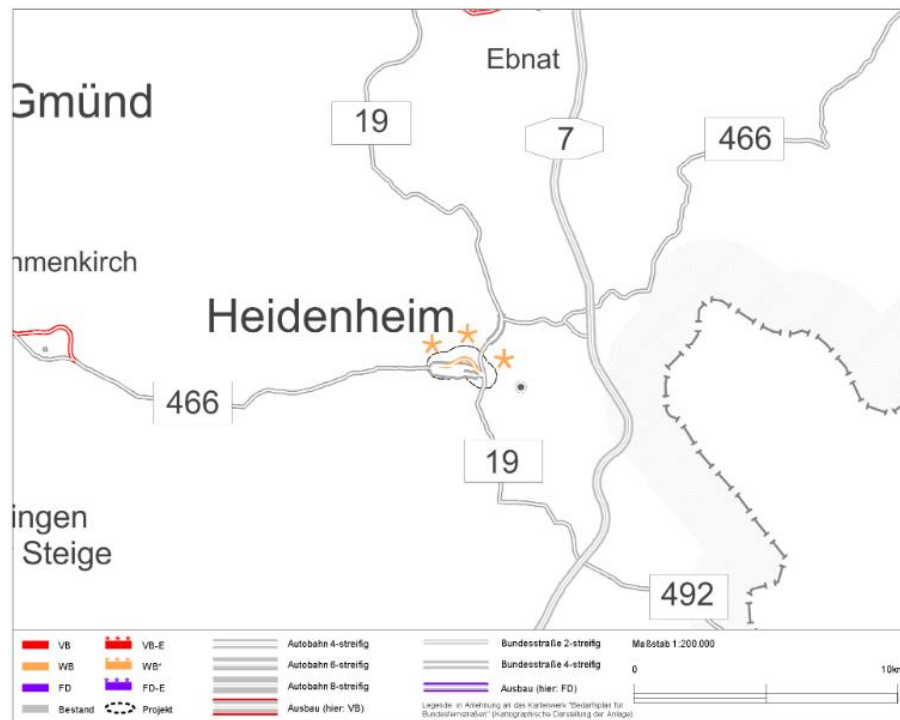 Ebnat
Gmünd
19
7
466
nmenkirch
Heidenheim
466
19
ingen
Steige
492
VB
VB-E
Autobahn 4-streifig
Bundesstraße 2-streifig
Maßstab 1:200.000
WB
WB*
Autobahn 6-streifig
Bundesstraße 4-streifig
0
10km
FD
FD-E
Autobahn 8-streifig
Ausbau (hier: FD)
Bestand
Projekt
Ausbau (hier: VB)
Legende: in Anlehnung an das Kartenwerk "Bedarfsplan für
Bundesfernstraßen" (Kartographische Darstellung der Anlage)